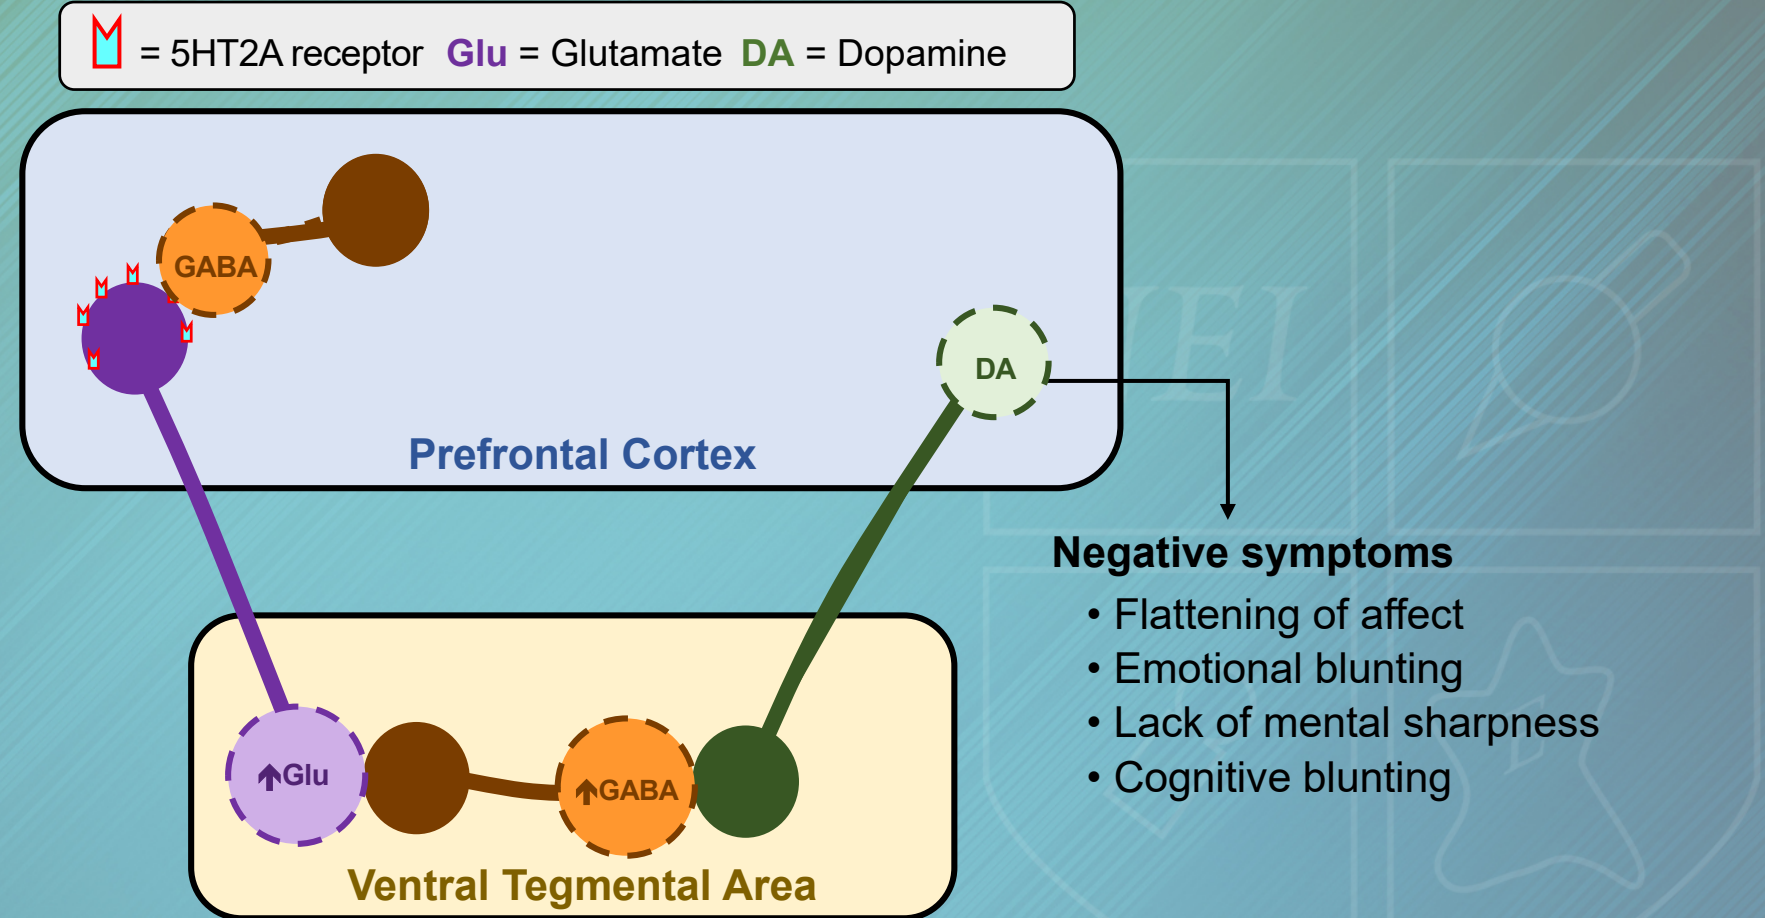 = 5HT2A receptor Glu = Glutamate DA = Dopamine
GABA
DA
Prefrontal Cortex
Negative symptoms
• Flattening of affect
• Emotional blunting
• Lack of mental sharpness
• Cognitive blunting
↑Glu
↑GABA
Ventral Tegmental Area